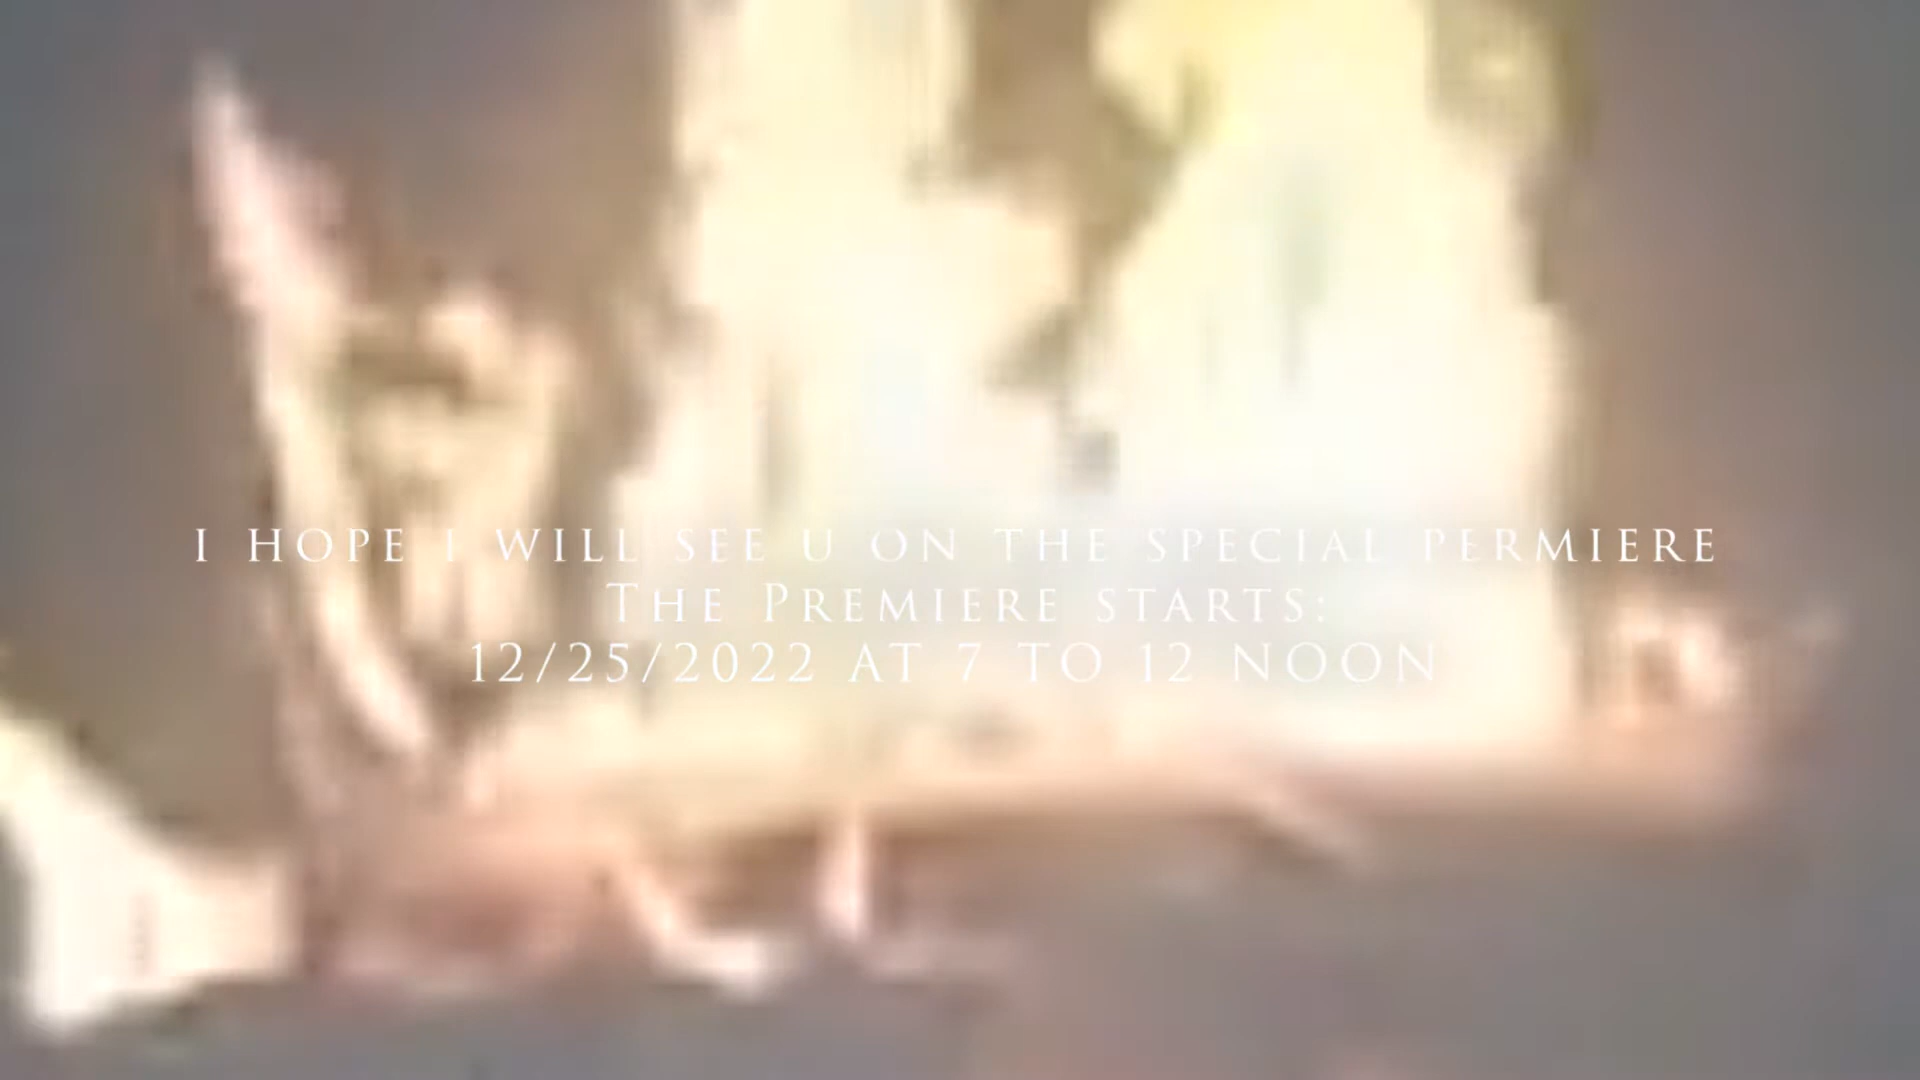 I HOPE I WILL SEE U ON THE SPECIAL PERMIERE
THE PREMIERE STARTS:
12/25/2022 AT 7 TO 12 NOON